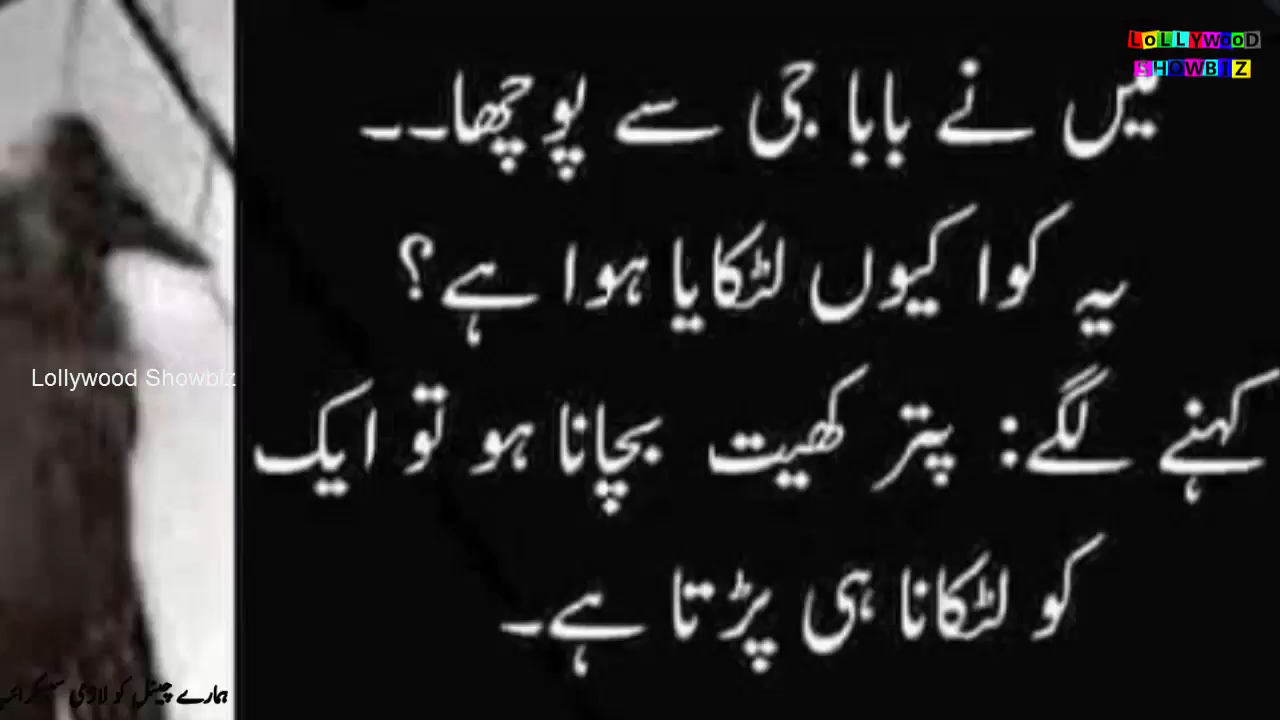 LOLLYWOOD
SHOWBIZ
میں نے بابا جی سے پوچھا۔۔
یہ کوا کیوں لٹکایا ہوا ہے؟
کہنے لگے: پتر کھیت بچانا ہو تو ایک
کو لٹکانا ہی پڑتا ہے۔
Lollywood Showbiz
ہمارے چینل کو لازمی سبسکرائب